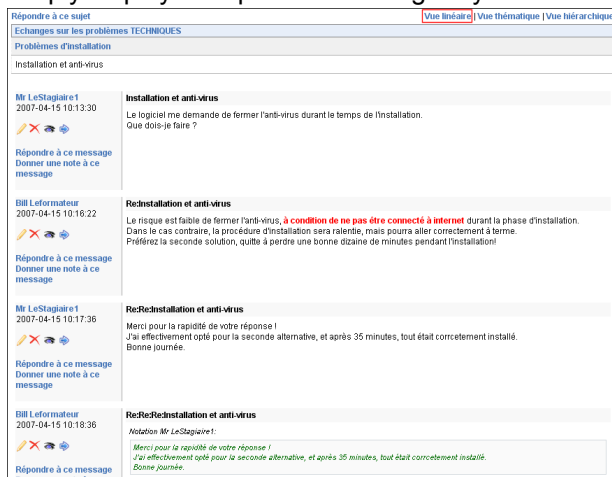 Répondre à ce sujet
Vue linéaire | Vue thématique | Vue hiérarchique
Echanges sur les problèmes TECHNIQUES
Problèmes d'installation
Installation et anti-virus
Mr LeStagiaire1
2007-04-15 10:13:30
Répondre à ce message
Donner une note à ce
message
Installation et anti-virus
Le logiciel me demande de fermer l'anti-virus durant le temps de l'installation.
Que dois-je faire ?
Bill Leformateur
2007-04-15 10:16:22
Répondre à ce message
Donner une note à ce
message
Re:Installation et anti-virus
Le risque est faible de fermer l'anti-virus, à condition de ne pas être connecté à internet durant la phase d'installation.
Dans le cas contraire, la procédure d'installation sera ralentie, mais pourra aller correctement à terme.
Préférez la seconde solution, quitte à perdre une bonne dizaine de minutes pendant l'installation!
Mr LeStagiaire1
2007-04-15 10:17:36
Répondre à ce message
Donner une note à ce
message
Re:Re:Installation et anti-virus
Merci pour la rapidité de votre réponse !
J'ai effectivement opté pour la seconde alternative, et après 35 minutes, tout était corrcetement installé.
Bonne journée.
Bill Leformateur
2007-04-15 10:18:36
Répondre à ce message
Re:Re:Re:Installation et anti-virus
Notation Mr LeStagiaire1:
Merci pour la rapidité de votre réponse !
J'ai effectivement opté pour la seconde alternative, et après 35 minutes, tout était corrcetement installé.
Bonne journée.